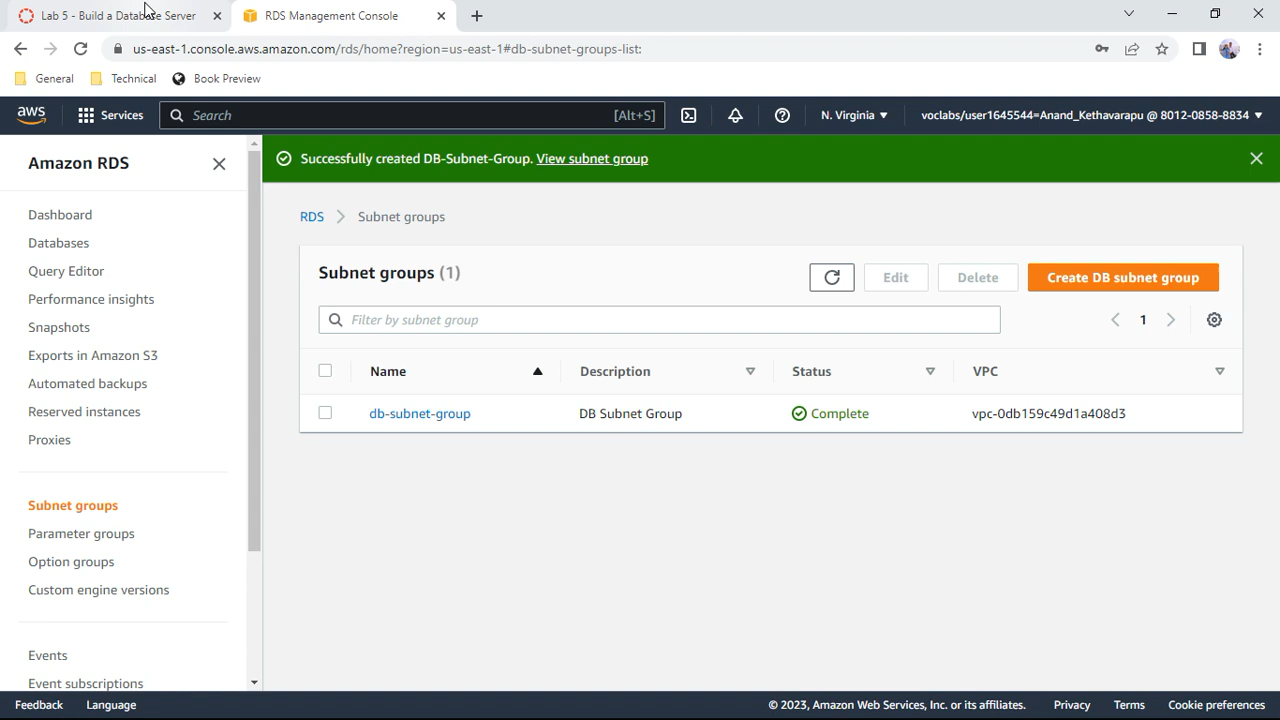 Lab 5 - Build a Database Server
RDS Management Console
us-east-1.console.aws.amazon.com/rds/home?region=us-east-1#db-subnet-groups-list:
General Technical Book Preview
aws Services Search [Alt+S] N. Virginia voclabs/user1645544=Anand_Kethavarapu @ 8012-0858-8834
Amazon RDS
Dashboard
Databases
Query Editor
Performance insights
Snapshots
Exports in Amazon S3
Automated backups
Reserved instances
Proxies
Subnet groups
Parameter groups
Option groups
Custom engine versions
Events
Event subscriptions
Successfully created DB-Subnet-Group. View subnet group
RDS Subnet groups
Subnet groups (1)
Edit Delete Create DB subnet group
Filter by subnet group
1
Name Description Status VPC
db-subnet-group DB Subnet Group Complete vpc-0db159c49d1a408d3
Feedback Language © 2023, Amazon Web Services, Inc. or its affiliates. Privacy Terms Cookie preferences